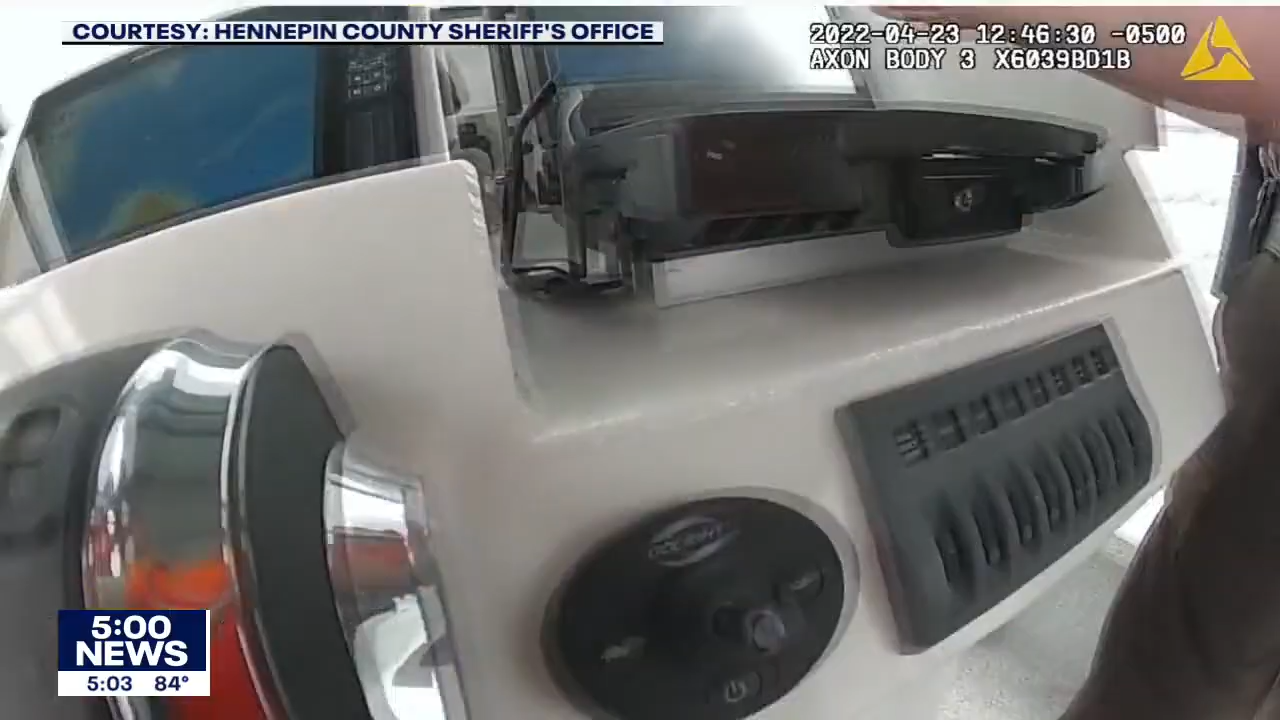 COURTESY: HENNEPIN COUNTY SHERIFF'S OFFICE
2022-04-23 12:46:30 -0500
AXON BODY 3 X6039BD1B
5:00
NEWS
5:03 84°